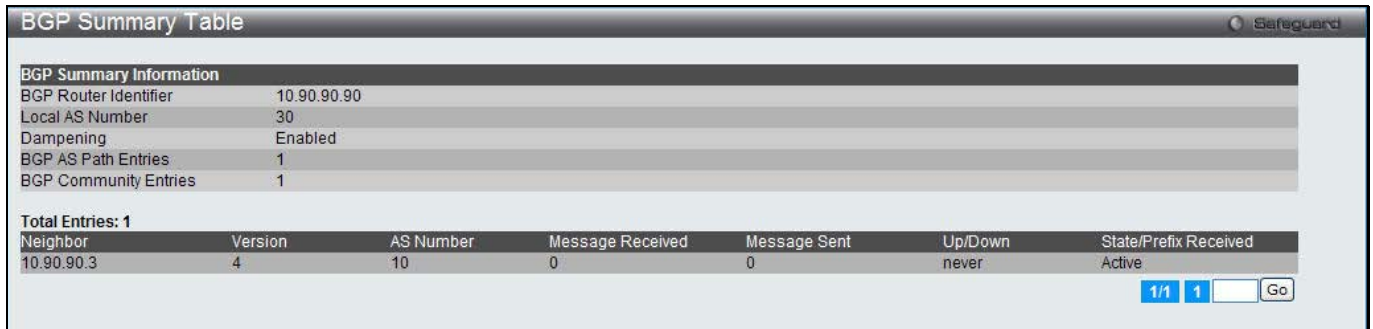 BGP Summary Table
Safeguard
BGP Summary Information
BGP Router Identifier 10.90.90.90
Local AS Number 30
Dampening Enabled
BGP AS Path Entries 1
BGP Community Entries 1
Total Entries: 1
Neighbor Version AS Number Message Received Message Sent Up/Down State/Prefix Received
10.90.90.3 4 10 0 0 never Active
1/1 1 Go